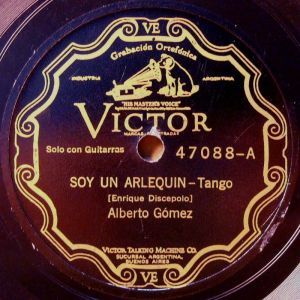 VE
Grabación Ortofónica
INDUSTRIA ARGENTINA
"HIS MASTER'S VOICE"
VICTOR
MARCAS REGISTRADAS
Solo con Guitarras 47088-A
SOY UN ARLEQUIN-Tango
[Enrique Discepolo]
Alberto Gómez
VICTOR TALKING MACHINE CO.
SUCURSAL ARGENTINA,
BUENOS AIRES
VE